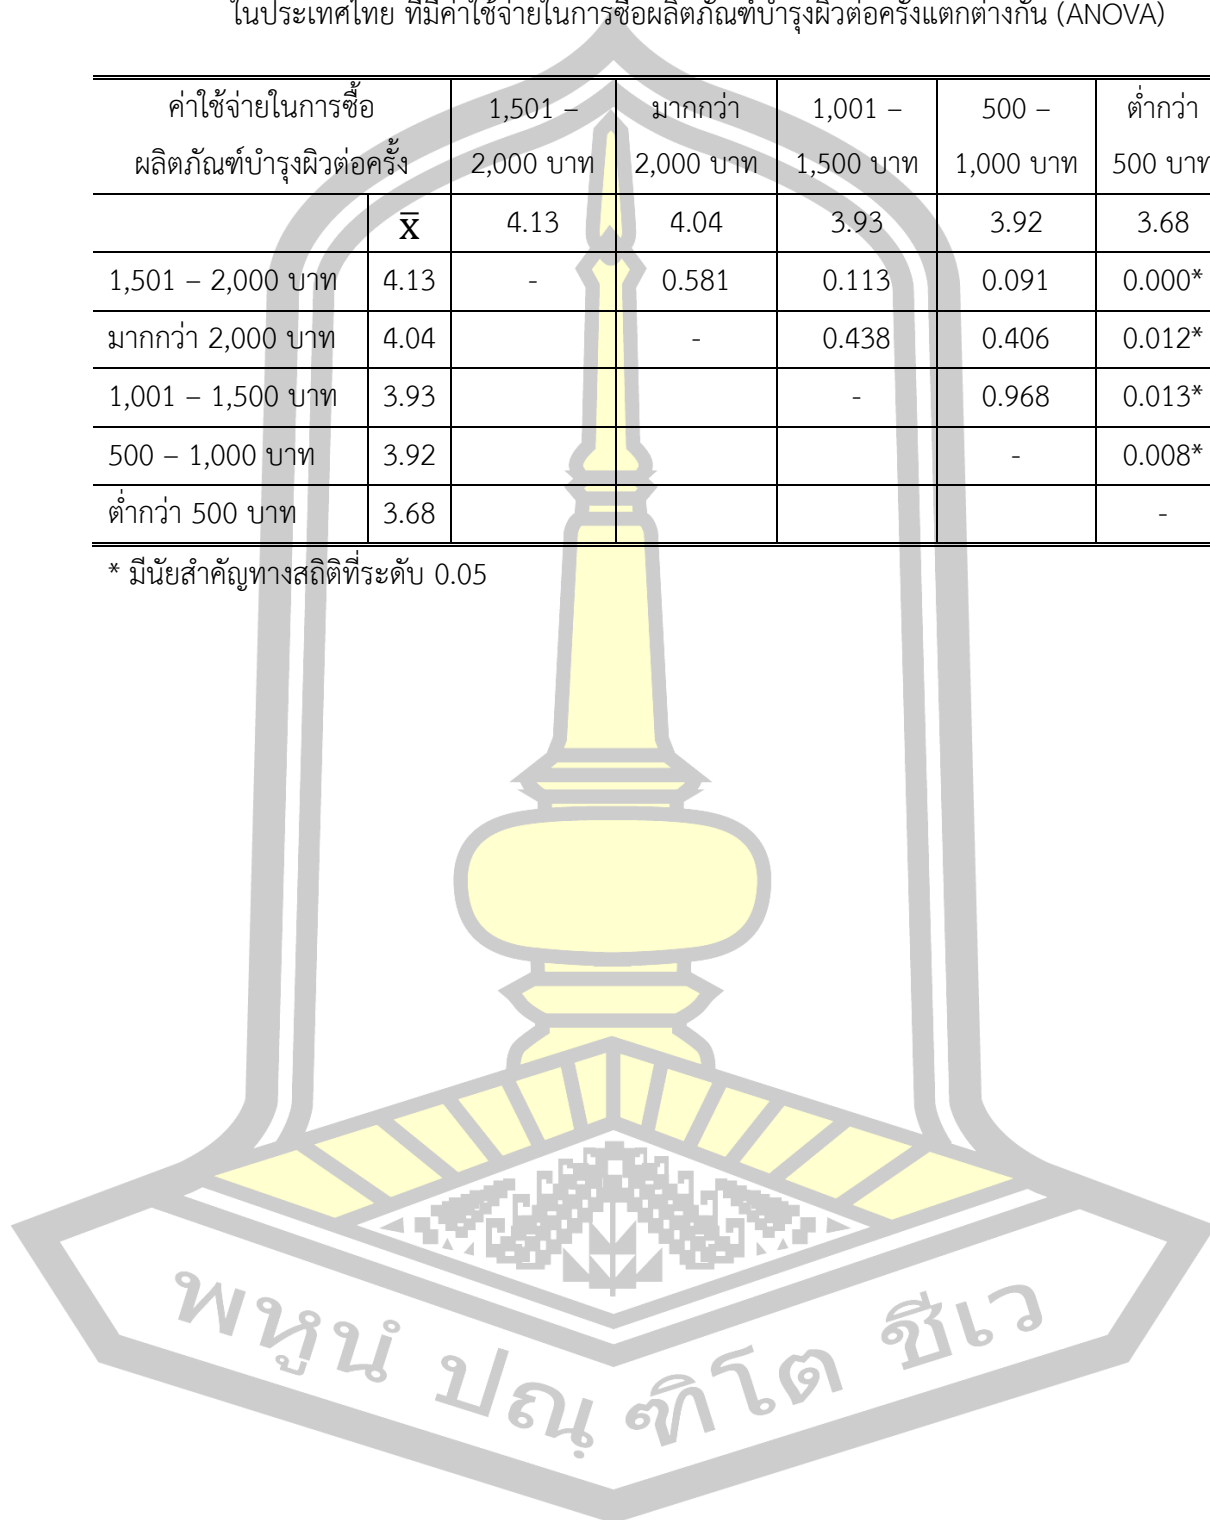 ในประเทศไทย ที่มีค่าใช้จ่ายในการซื้อผลิตภัณฑ์บำรุงผิวต่อครั้งแตกต่างกัน (ANOVA)
ค่าใช้จ่ายในการซื้อ 1,501 – มากกว่า 1,001 – 500 – ต่ำกว่า
ผลิตภัณฑ์บำรุงผิวต่อครั้ง 2,000 บาท 2,000 บาท 1,500 บาท 1,000 บาท 500 บาท
x̄ 4.13 4.04 3.93 3.92 3.68
1,501 – 2,000 บาท 4.13 - 0.581 0.113 0.091 0.000*
มากกว่า 2,000 บาท 4.04 - 0.438 0.406 0.012*
1,001 – 1,500 บาท 3.93 - 0.968 0.013*
500 – 1,000 บาท 3.92 - 0.008*
ต่ำกว่า 500 บาท 3.68 -
* มีนัยสำคัญทางสถิติที่ระดับ 0.05
พหูนํ ปณฺฑิโต ชีเว